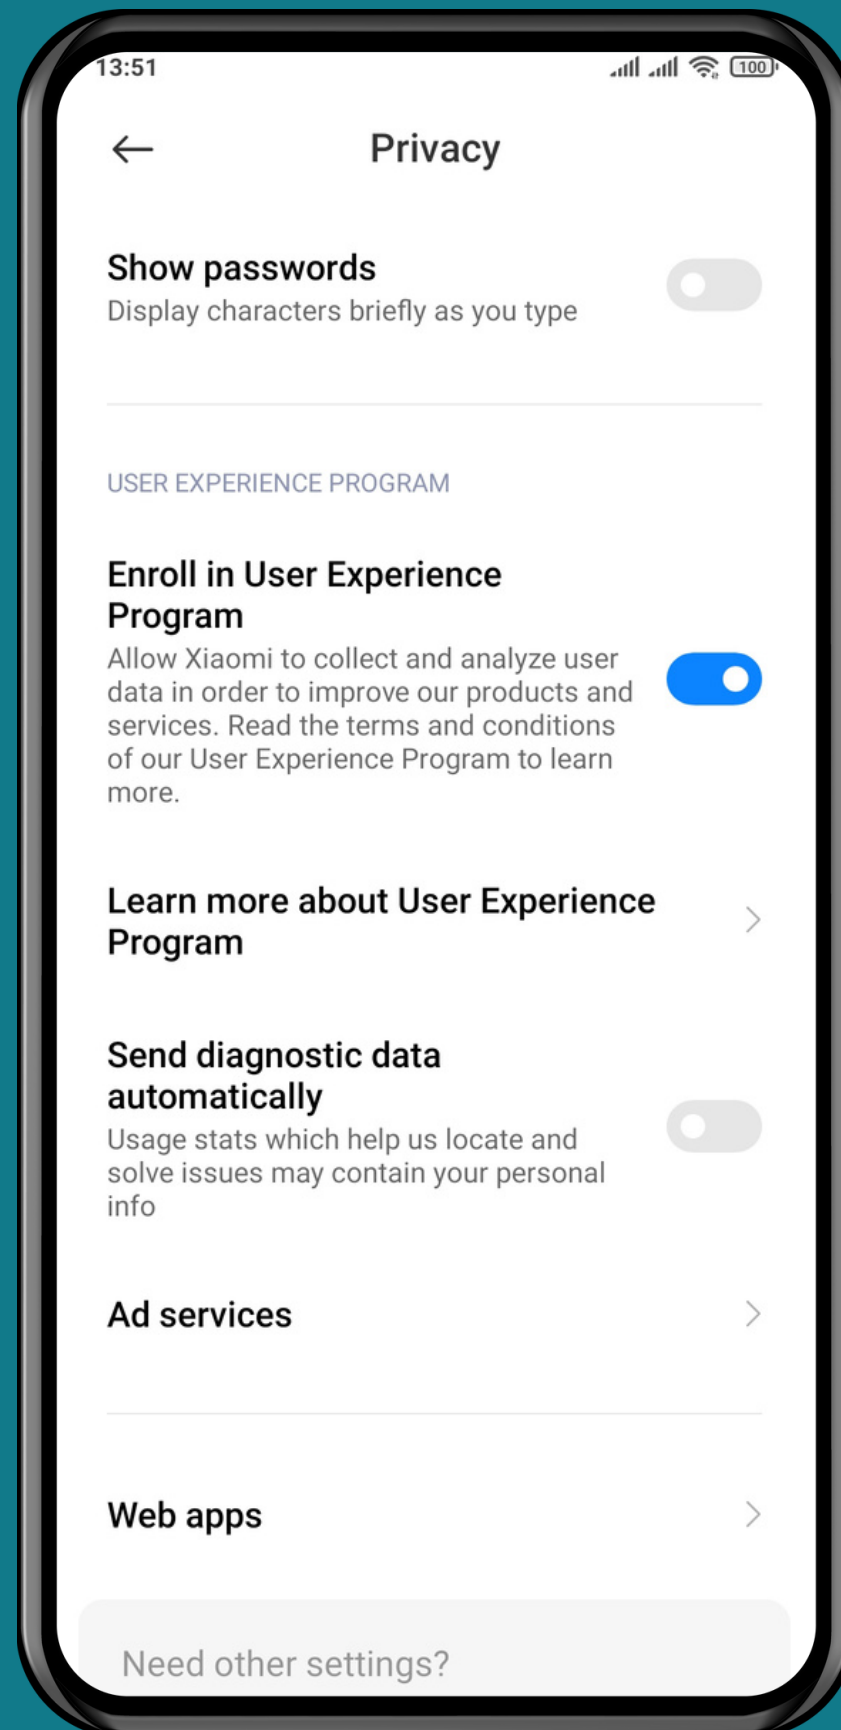 13:51
100
Privacy
Show passwords
Display characters briefly as you type
USER EXPERIENCE PROGRAM
Enroll in User Experience
Program
Allow Xiaomi to collect and analyze user
data in order to improve our products and
services. Read the terms and conditions
of our User Experience Program to learn
more.
Learn more about User Experience
Program
Send diagnostic data
automatically
Usage stats which help us locate and
solve issues may contain your personal
info
Ad services
Web apps
Need other settings?